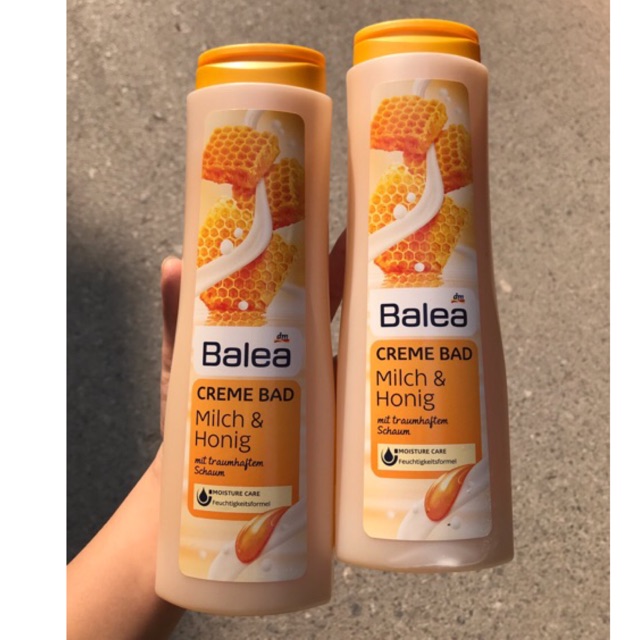 dm
Balea
CREME BAD
Milch &
Honig
mit traumhaftem
Schaum
MOISTURE CARE
Feuchtigkeitsformel
dm
Balea
CREME BAD
Milch &
Honig
mit traumhaftem
Schaum
MOISTURE CARE
Feuchtigkeitsformel